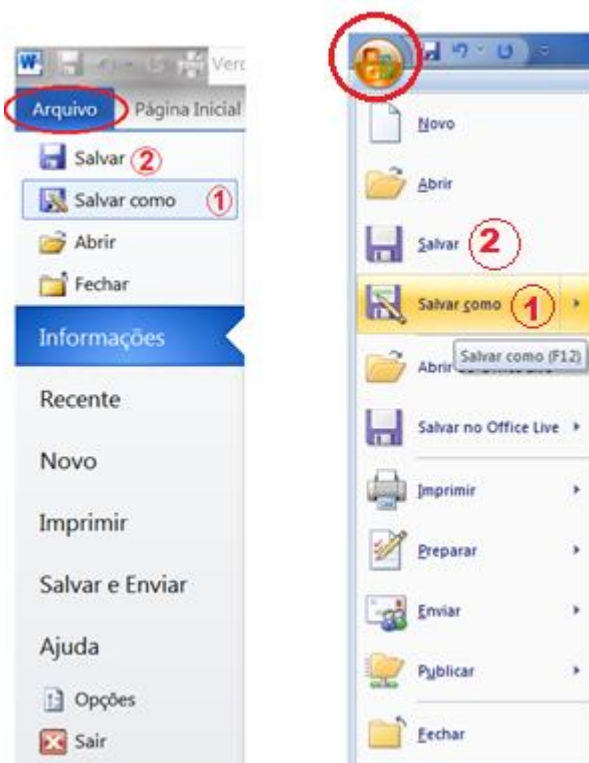 W
Verd
Arquivo Página Inicial
Salvar 2
Salvar como 1
Abrir
Fechar
Informações
Recente
Novo
Imprimir
Salvar e Enviar
Ajuda
Opções
Sair
Novo
Abrir
Salvar 2
Salvar como 1
Salvar como (F12)
Abrir
Salvar no Office Live
Imprimir
Preparar
Enviar
Publicar
Fechar